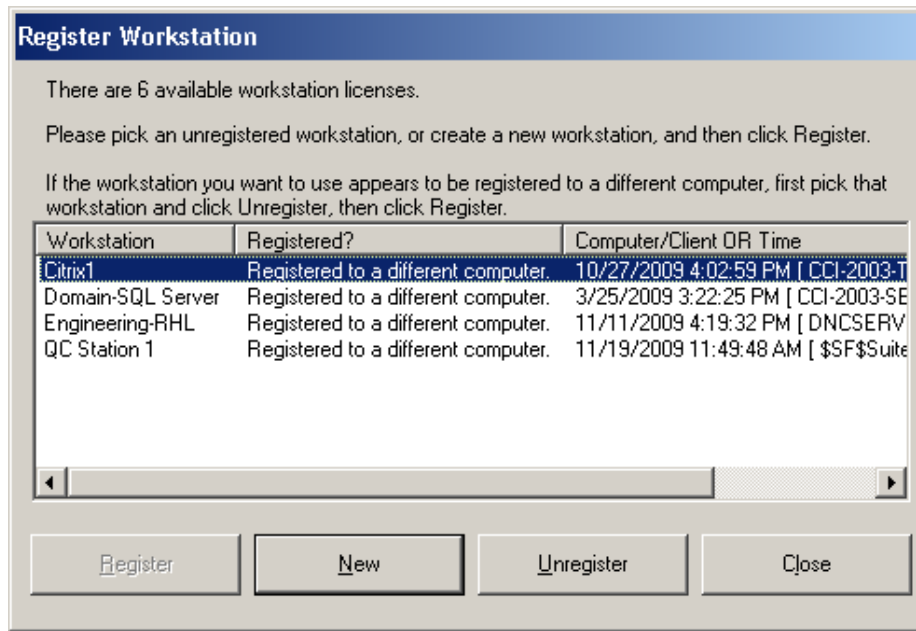 Register Workstation
There are 6 available workstation licenses.
Please pick an unregistered workstation, or create a new workstation, and then click Register.
If the workstation you want to use appears to be registered to a different computer, first pick that
workstation and click Unregister, then click Register.
Workstation Registered? Computer/Client OR Time
Citrix1 Registered to a different computer. 10/27/2009 4:02:59 PM [ CCI-2003-T
Domain-SQL Server Registered to a different computer. 3/25/2009 3:22:25 PM [ CCI-2003-SE
Engineering-RHL Registered to a different computer. 11/11/2009 4:19:32 PM [ DNCSERV
QC Station 1 Registered to a different computer. 11/19/2009 11:49:48 AM [ $SF$Suite
Register New Unregister Close